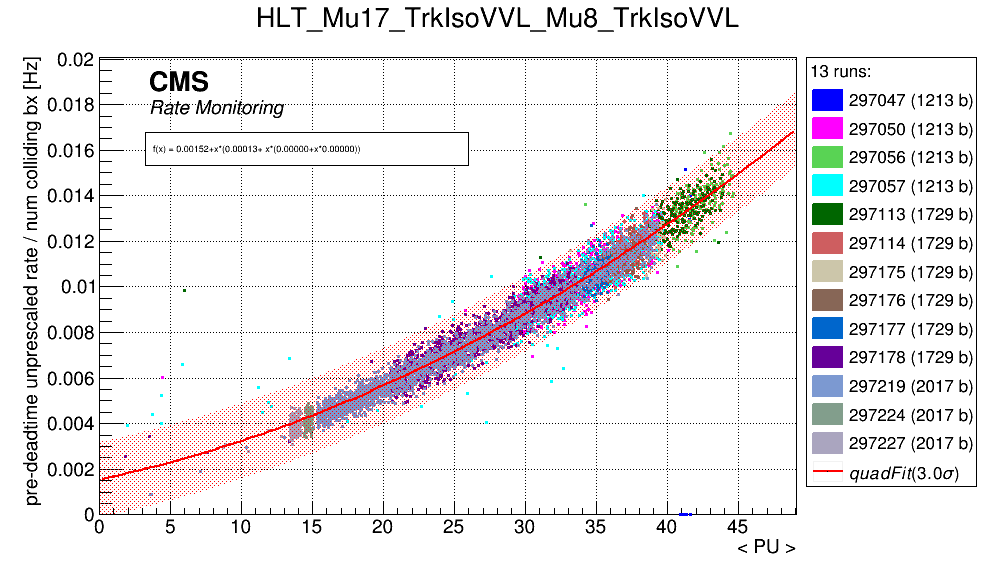 HLT_Mu17_TrkIsoVVL_Mu8_TrkIsoVVL
pre-deadtime unprescaled rate / num colliding bx [Hz]
0.02
0.018
0.016
0.014
0.012
0.01
0.008
0.006
0.004
0.002
0
CMS
Rate Monitoring
f(x) = 0.00152+x*(0.00013+ x*(0.00000+x*0.00000))
0 5 10 15 20 25 30 35 40 45
< PU >
13 runs:
297047 (1213 b)
297050 (1213 b)
297056 (1213 b)
297057 (1213 b)
297113 (1729 b)
297114 (1729 b)
297175 (1729 b)
297176 (1729 b)
297177 (1729 b)
297178 (1729 b)
297219 (2017 b)
297224 (2017 b)
297227 (2017 b)
quadFit(3.0σ)